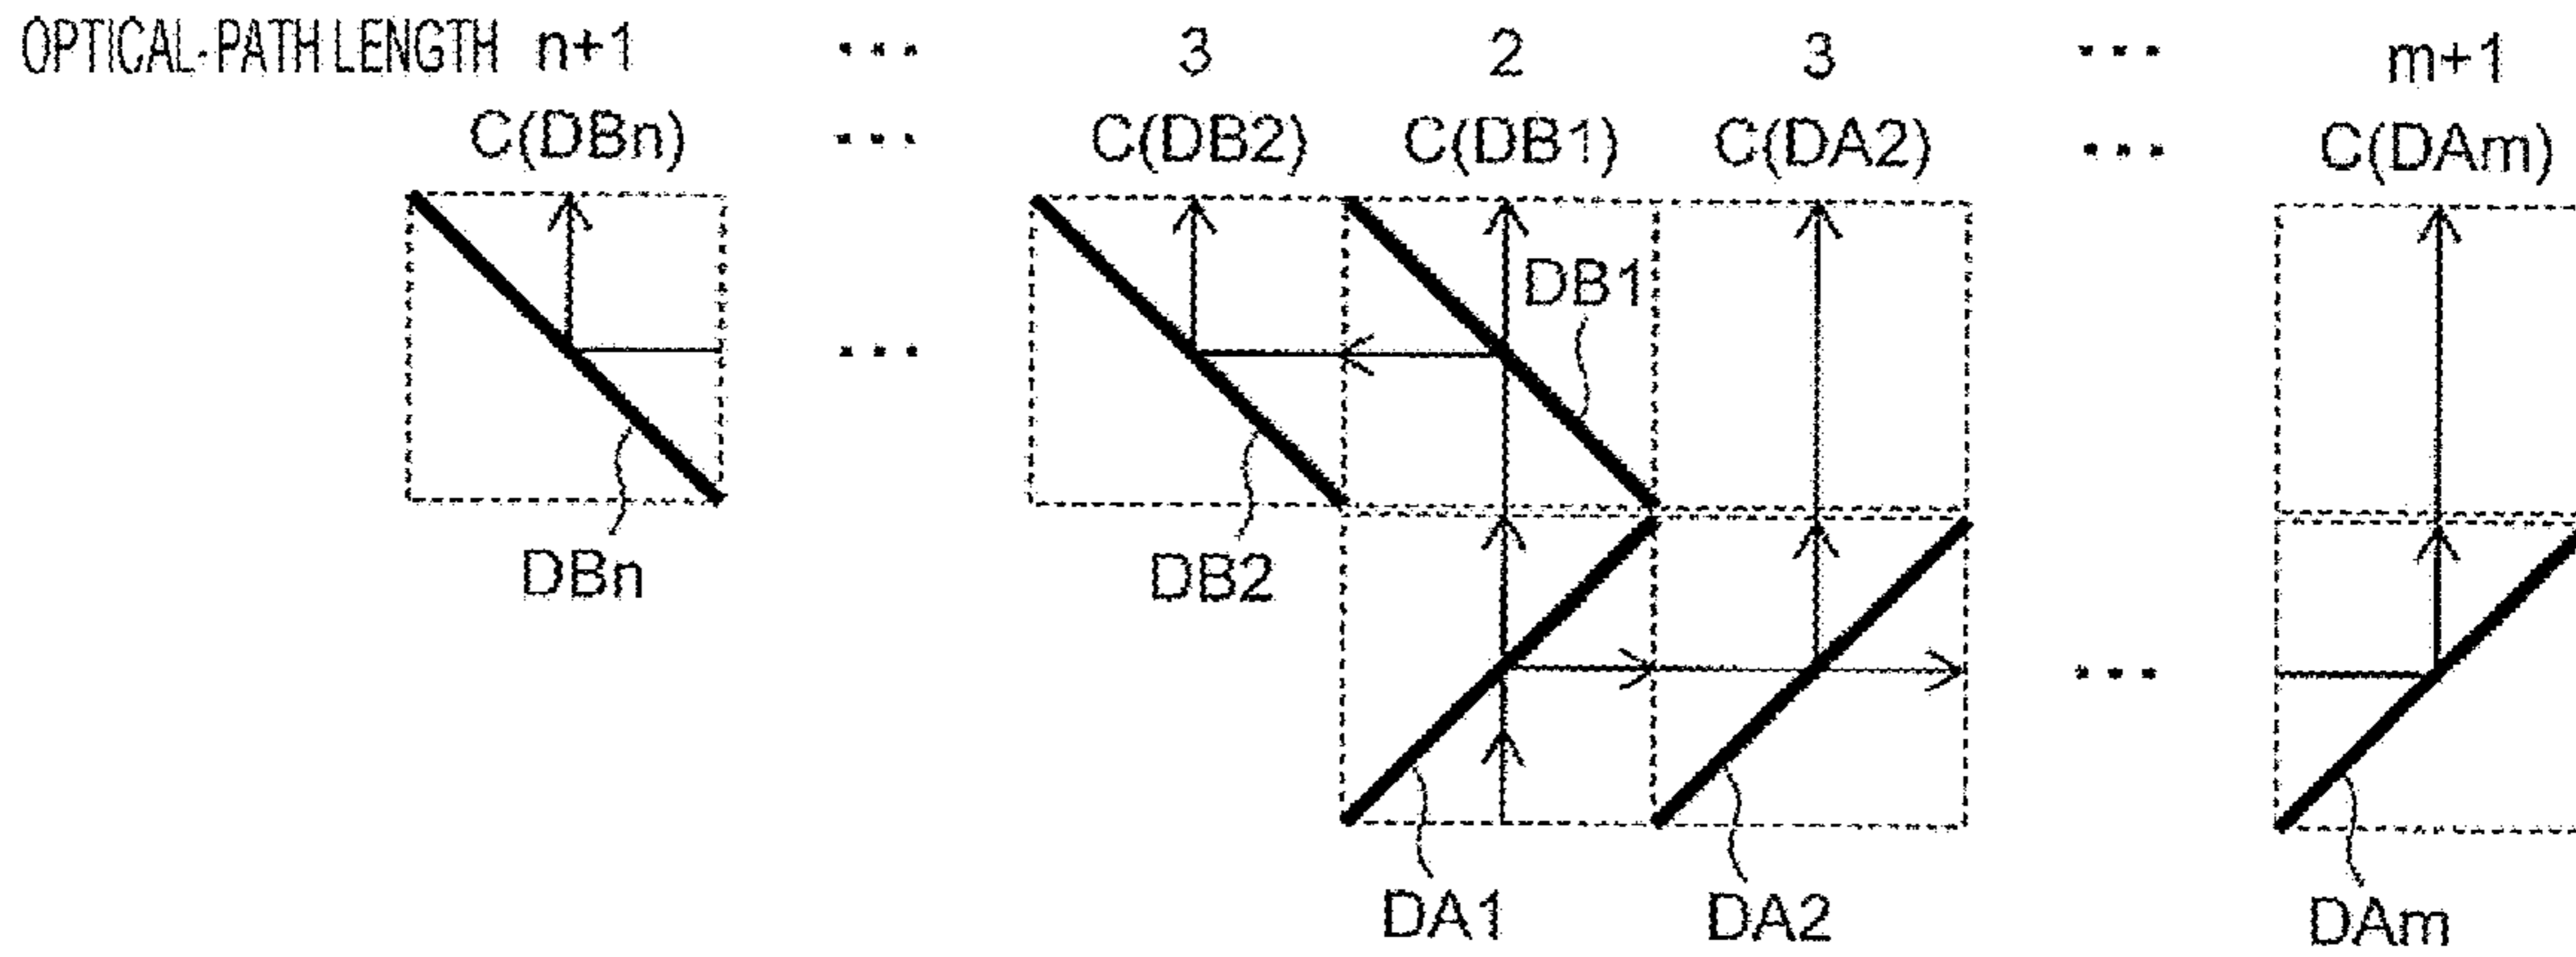 OPTICAL-PATH LENGTH n+1 ... 3 2 3 ... m+1
C(DBn) ... C(DB2) C(DB1) C(DA2) ... C(DAm)
DB1
...
DBn
DB2
...
DA1
DA2
DAm